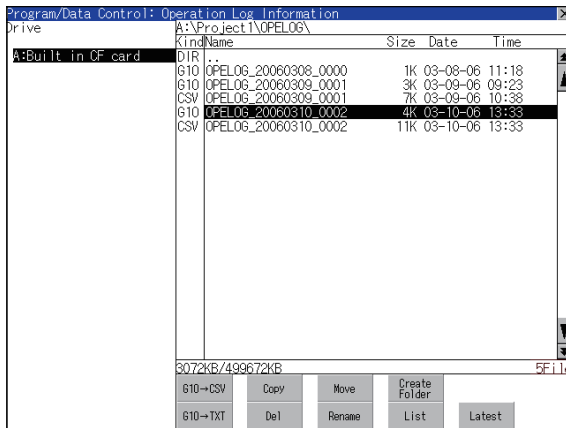 Program/Data Control: Operation Log Information
Drive
A:\Project1\OPELOG\
Kind Name Size Date Time
A:Built in CF card
DIR ..
G10 OPELOG_20060308_0000 1K 03-08-06 11:18
G10 OPELOG_20060309_0001 3K 03-09-06 09:23
CSV OPELOG_20060309_0001 7K 03-09-06 10:38
G10 OPELOG_20060310_0002 4K 03-10-06 13:33
CSV OPELOG_20060310_0002 11K 03-10-06 13:33
3072KB/499672KB 5File
G10→CSV Copy Move Create Folder
G10→TXT Del Rename List Latest